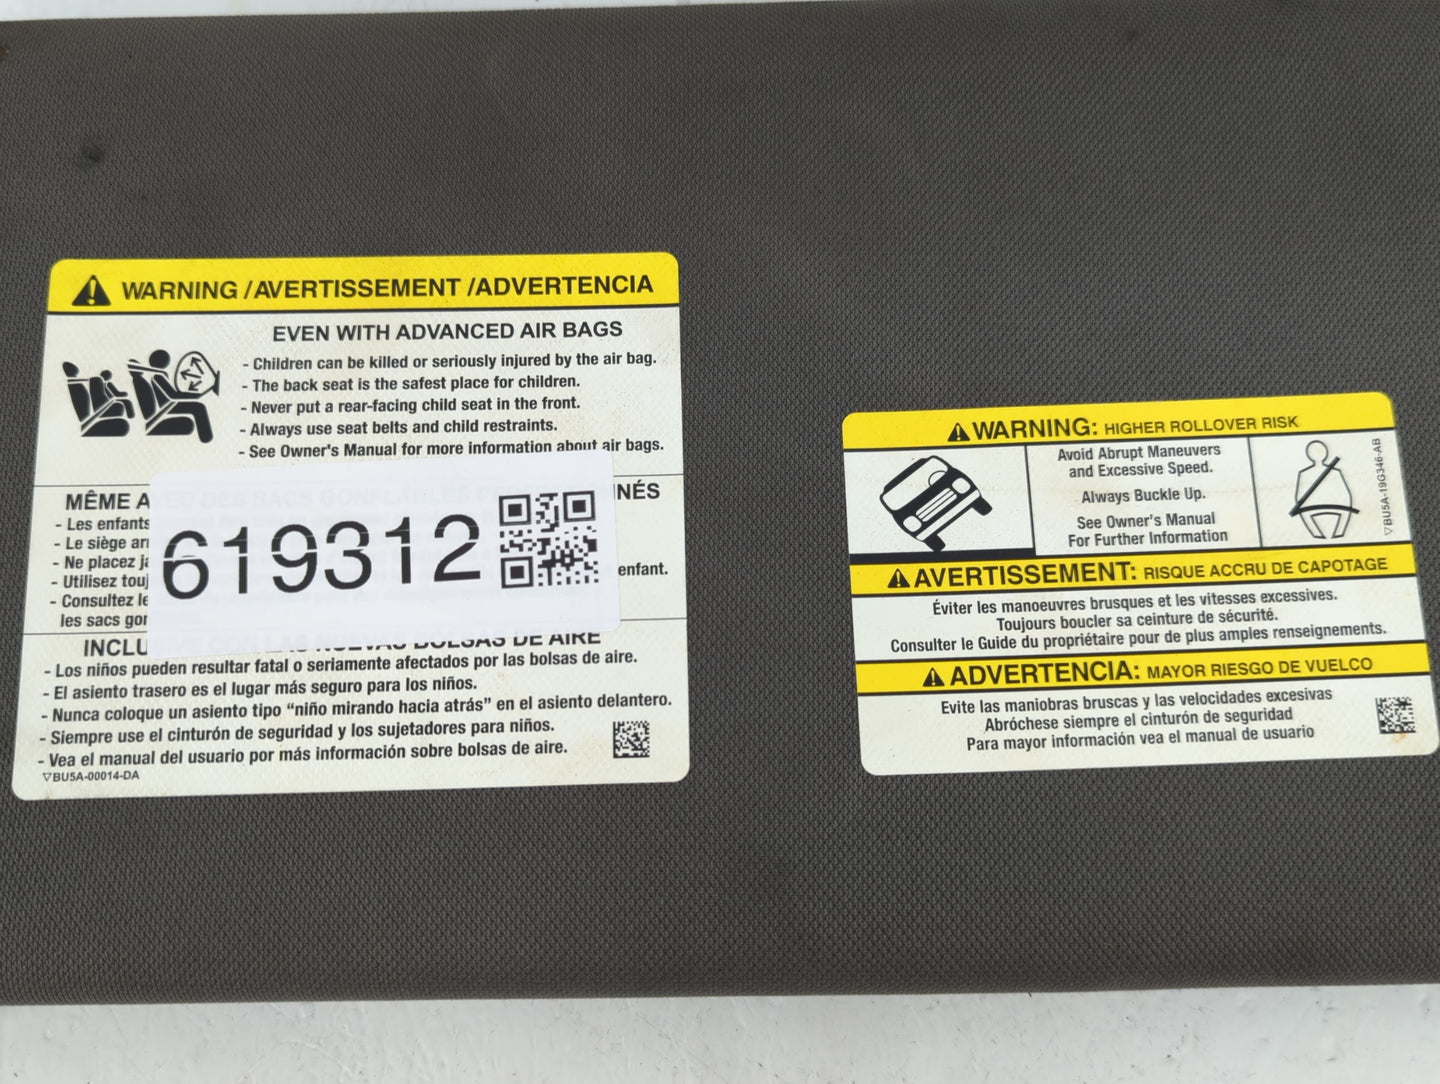 WARNING /AVERTISSEMENT /ADVERTENCIA
EVEN WITH ADVANCED AIR BAGS
- Children can be killed or seriously injured by the air bag.
- The back seat is the safest place for children.
- Never put a rear-facing child seat in the front.
- Always use seat belts and child restraints.
- See Owner's Manual for more information about air bags.
MÊME AVEC DES SACS GONFLABLES
- Les enfants
- Le siège
- Ne placez
- Utilisez
enfant.
- Consultez
les sacs
619312
CON LAS NUEVAS BOLSAS DE AIRE
- Los niños pueden resultar fatal o seriamente afectados por las bolsas de aire.
- El asiento trasero es el lugar más seguro para los niños.
- Nunca coloque un asiento tipo “niño mirando hacia atrás” en el asiento delantero.
- Siempre use el cinturón de seguridad y los sujetadores para niños.
- Vea el manual del usuario por más información sobre bolsas de aire.
BU5A-00014-DA
WARNING: HIGHER ROLLOVER RISK
Avoid Abrupt Maneuvers
and Excessive Speed.
Always Buckle Up.
See Owner's Manual
For Further Information
BU5A-19G346-AB
AVERTISSEMENT: RISQUE ACCRU DE CAPOTAGE
Éviter les manoeuvres brusques et les vitesses excessives.
Toujours boucler sa ceinture de sécurité.
Consulter le Guide du propriétaire pour de plus amples renseignements.
ADVERTENCIA: MAYOR RIESGO DE VUELCO
Evite las maniobras bruscas y las velocidades excesivas
Abróchese siempre el cinturón de seguridad
Para mayor información vea el manual de usuario